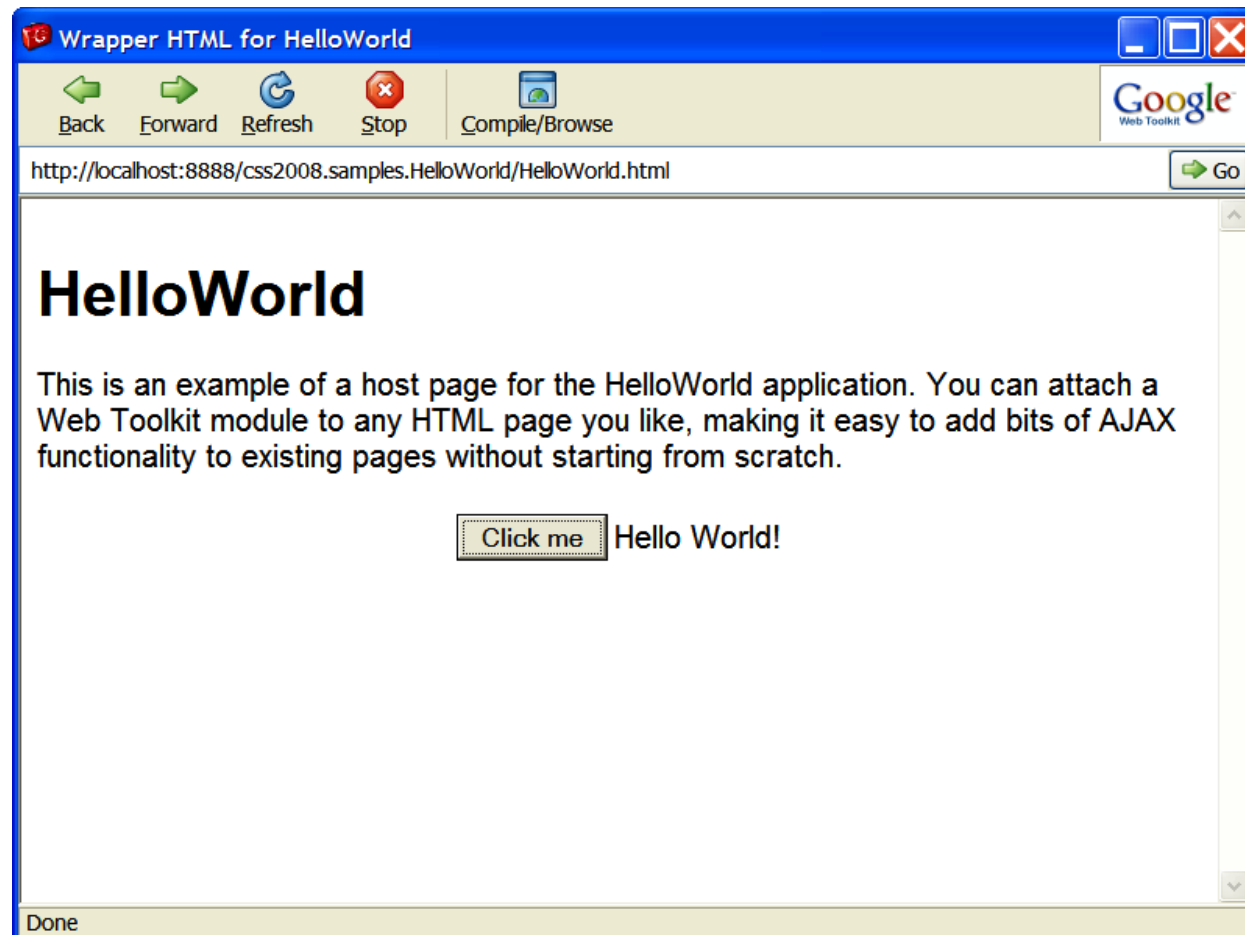 Wrapper HTML for HelloWorld
Back Forward Refresh Stop Compile/Browse
Google
Web Toolkit
http://localhost:8888/css2008.samples.HelloWorld/HelloWorld.html Go
HelloWorld
This is an example of a host page for the HelloWorld application. You can attach a
Web Toolkit module to any HTML page you like, making it easy to add bits of AJAX
functionality to existing pages without starting from scratch.
Click me Hello World!
Done